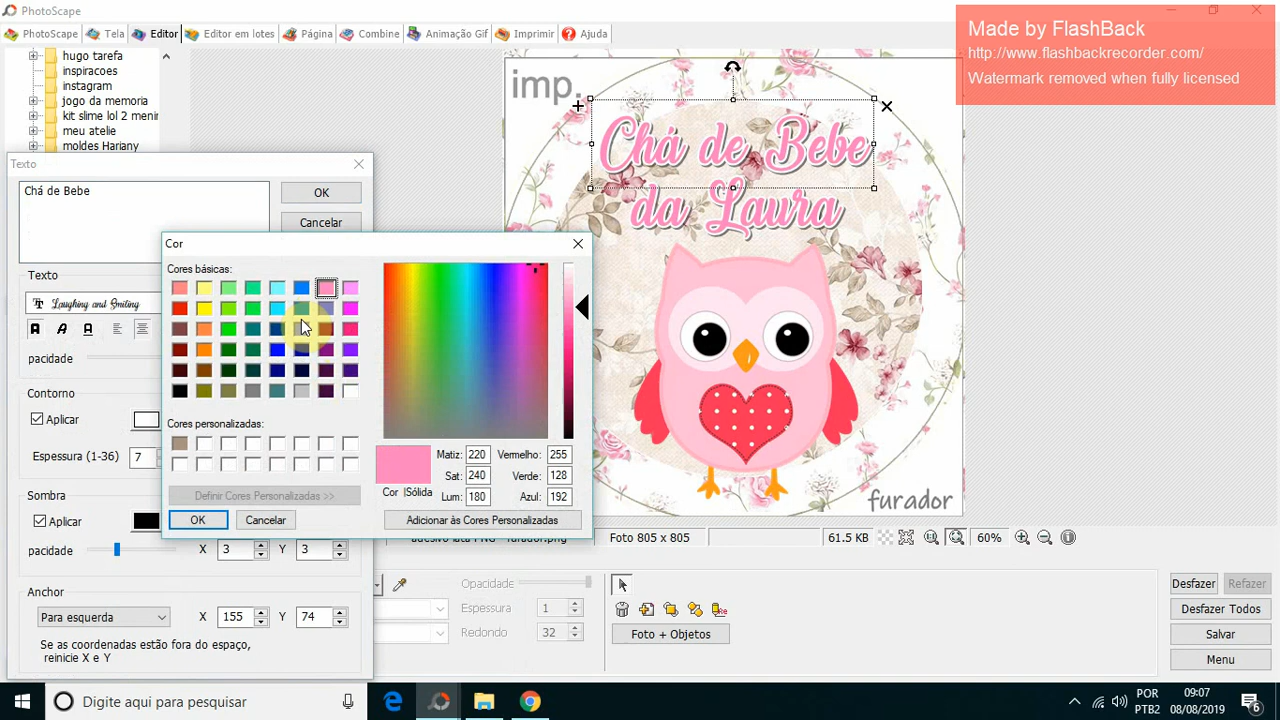 PhotoScape
Made by FlashBack
http://www.flashbackrecorder.com/
Watermark removed when fully licensed
PhotoScape
Tela
Editor
Editor em lotes
Página
Combine
Animação Gif
Imprimir
Ajuda
hugo tarefa
inspiracoes
instagram
jogo da memoria
kit slime lol 2 menir
meu atelie
moldes Hariany
imp.
Chá de Bebe
da Laura
furador
Texto
Chá de Bebe
OK
Cancelar
Texto
Laughing and Smiling
pacidade
Contorno
Aplicar
Espessura (1-36)
7
Sombra
Aplicar
pacidade
X 3 Y 3
Anchor
Para esquerda
X 155 Y 74
Se as coordenadas estão fora do espaço,
reinicie X e Y
Cor
Cores básicas:
Cores personalizadas:
Definir Cores Personalizadas >>
OK
Cancelar
Matiz: 220 Vermelho: 255
Sat: 240 Verde: 128
Lum: 180 Azul: 192
Cor |Sólida
Adicionar às Cores Personalizadas
adesivo lata PNG - furador.png
Foto 805 x 805
61.5 KB
60%
Opacidade
Espessura 1
Redondo 32
Foto + Objetos
Desfazer
Refazer
Desfazer Todos
Salvar
Menu
Digite aqui para pesquisar
POR
PTB2
09:07
08/08/2019
6